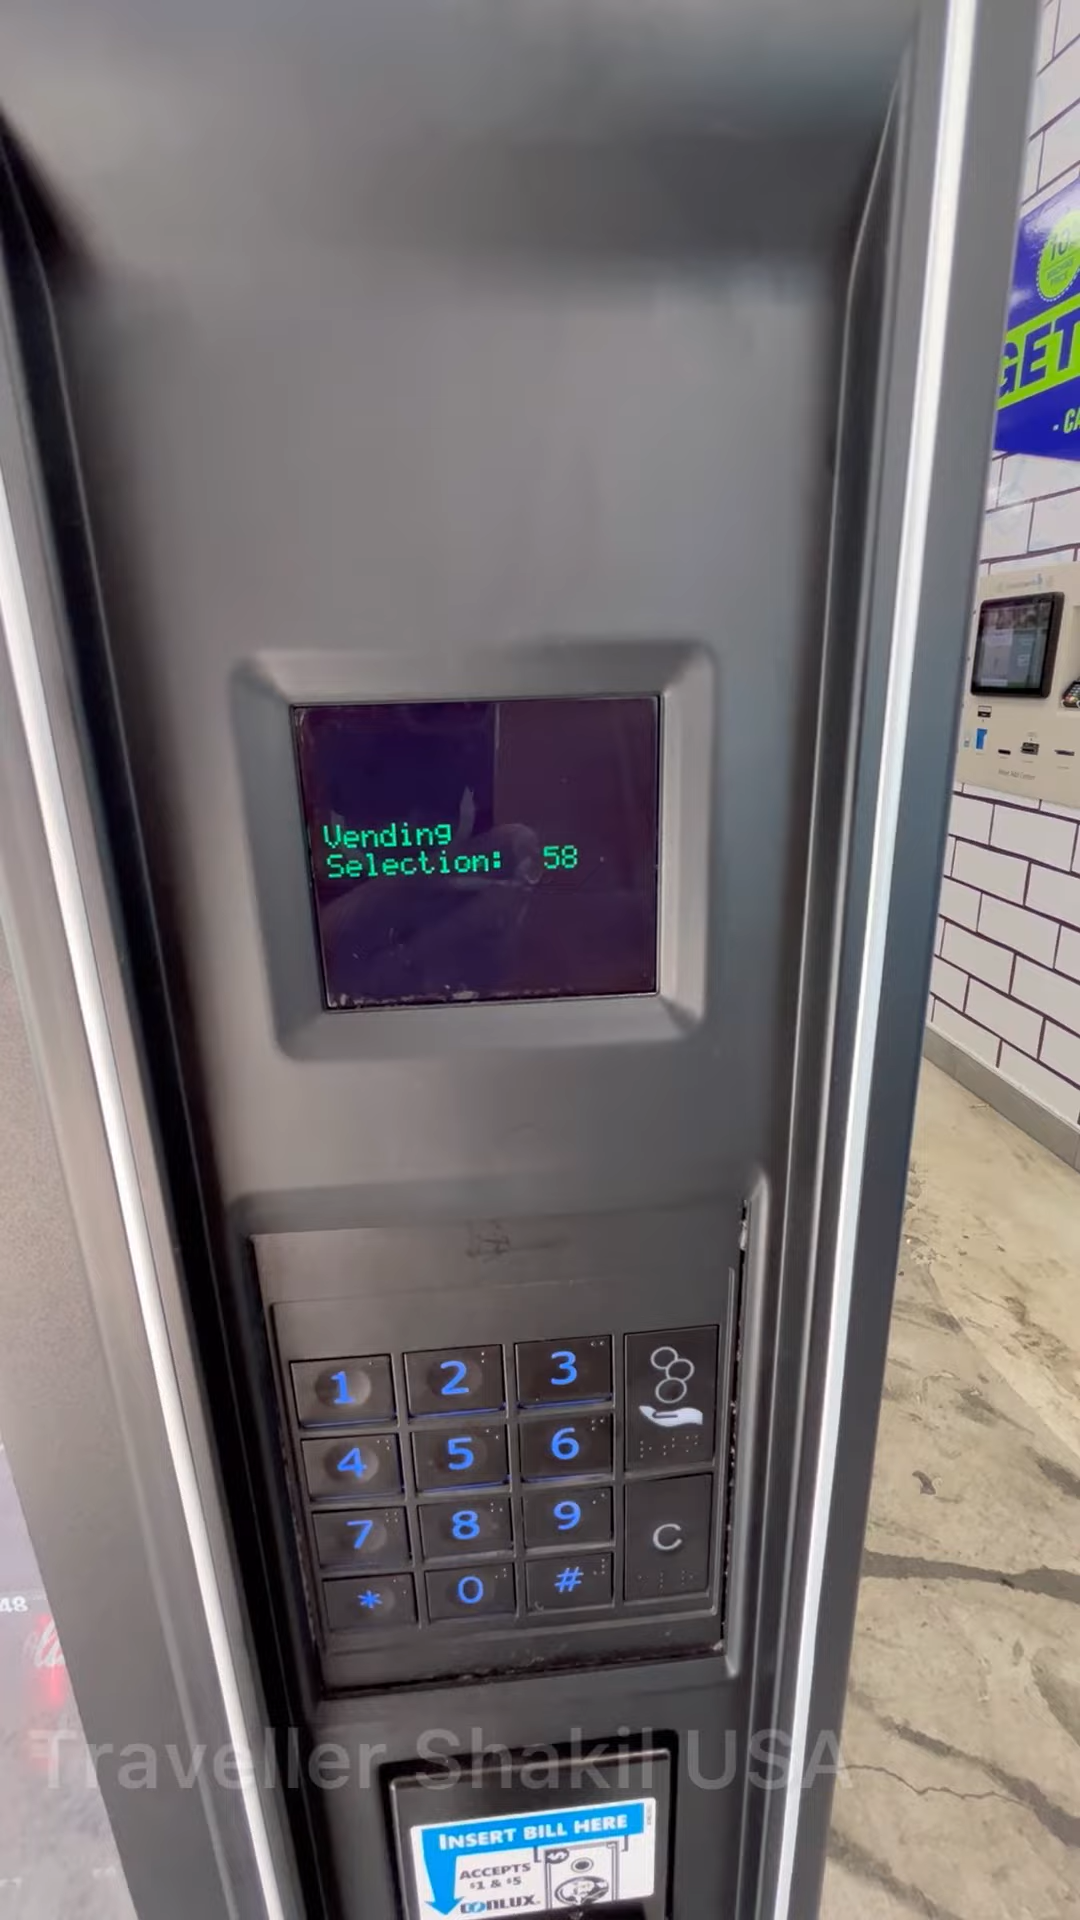 GET
Vending
Selection: 58
1 2 3
4 5 6
7 8 9 C
* 0 #
48
Traveller Shakil USA
INSERT BILL HERE
ACCEPTS
$1 & $5
CONLUX